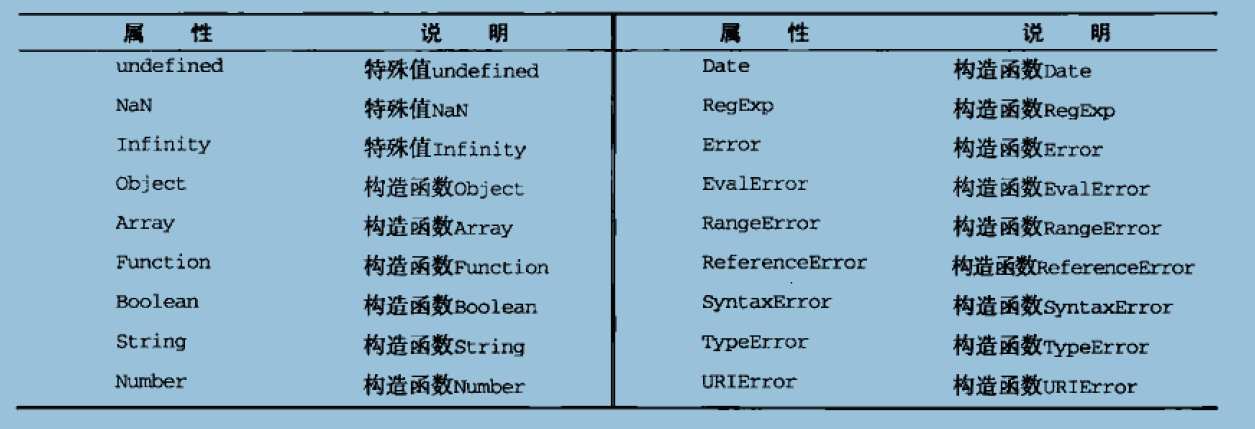 属 性 说 明 属 性 说 明
undefined 特殊值undefined Date 构造函数Date
NaN 特殊值NaN RegExp 构造函数RegExp
Infinity 特殊值Infinity Error 构造函数Error
Object 构造函数Object EvalError 构造函数EvalError
Array 构造函数Array RangeError 构造函数RangeError
Function 构造函数Function ReferenceError 构造函数ReferenceError
Boolean 构造函数Boolean SyntaxError 构造函数SyntaxError
String 构造函数String TypeError 构造函数TypeError
Number 构造函数Number URIError 构造函数URIError